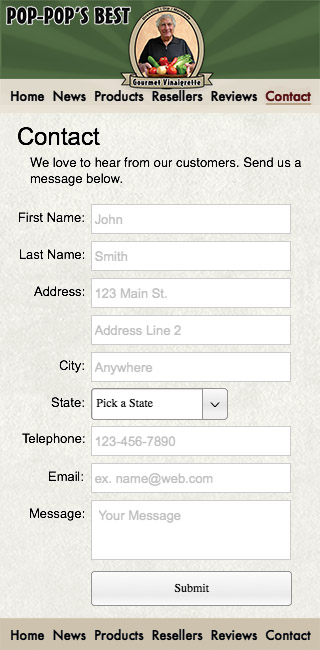 POP-POP'S BEST
Gourmet Vinaigrette
Home News Products Resellers Reviews Contact
Contact
We love to hear from our customers. Send us a
message below.
First Name: John
Last Name: Smith
Address: 123 Main St.
Address Line 2
City: Anywhere
State: Pick a State
Telephone: 123-456-7890
Email: ex. name@web.com
Message: Your Message
Submit
Home News Products Resellers Reviews Contact